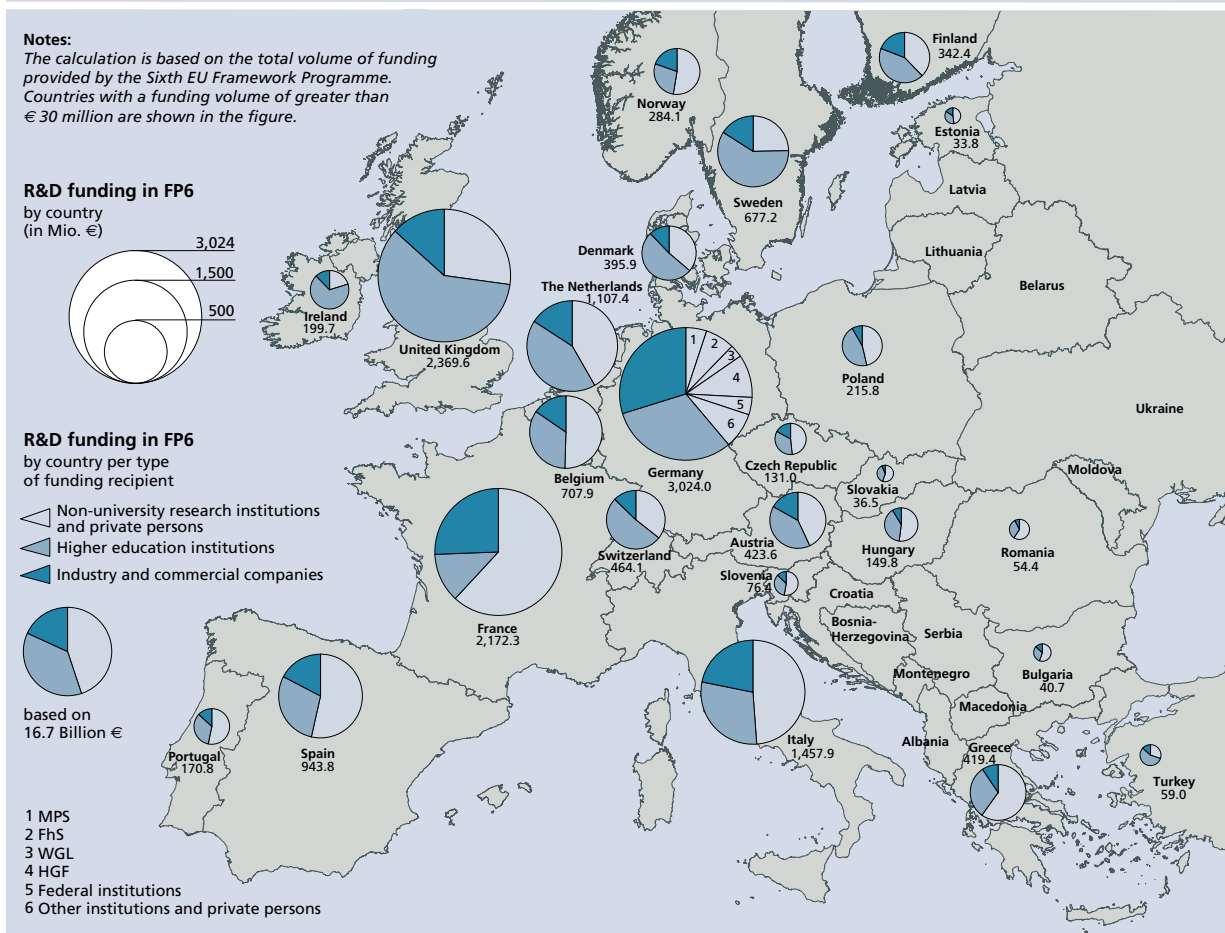 Notes:
The calculation is based on the total volume of funding
provided by the Sixth EU Framework Programme.
Countries with a funding volume of greater than
€ 30 million are shown in the figure.
R&D funding in FP6
by country
(in Mio. €)
3,024
1,500
500
R&D funding in FP6
by country per type
of funding recipient
Non-university research institutions
and private persons
Higher education institutions
Industry and commercial companies
based on
16.7 Billion €
1 MPS
2 FhS
3 WGL
4 HGF
5 Federal institutions
6 Other institutions and private persons
Finland
342.4
Norway
284.1
Estonia
33.8
Sweden
677.2
Latvia
Lithuania
Denmark
395.9
Belarus
The Netherlands
1,107.4
Ireland
199.7
United Kingdom
2,369.6
1
2
3
4
5
6
Germany
3,024.0
Poland
215.8
Ukraine
Belgium
707.9
Czech Republic
131.0
Slovakia
36.5
Moldova
Switzerland
464.1
Austria
423.6
Hungary
149.8
Romania
54.4
Slovenia
76.4
Croatia
France
2,172.3
Bosnia-
Herzegovina
Serbia
Montenegro
Bulgaria
40.7
Macedonia
Albania
Greece
419.4
Turkey
59.0
Italy
1,457.9
Spain
943.8
Portugal
170.8